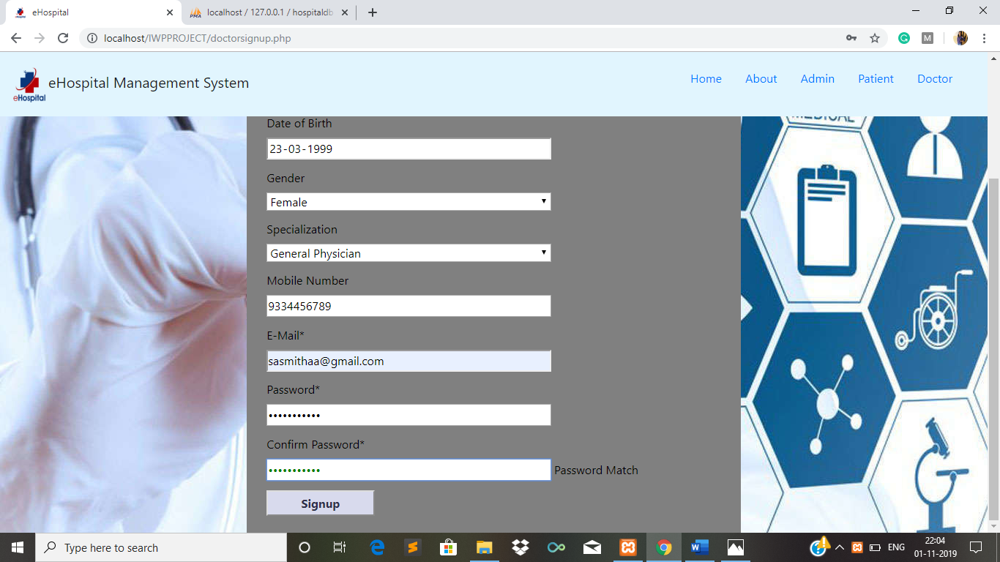 eHospital
localhost / 127.0.0.1 / hospitaldb
localhost/IWPPROJECT/doctorsignup.php
M
eHospital
eHospital Management System
Home
About
Admin
Patient
Doctor
MEDICAL
Date of Birth
23-03-1999
Gender
Female
Specialization
General Physician
Mobile Number
9334456789
E-Mail*
sasmithaa@gmail.com
Password*
•••••••••••
Confirm Password*
••••••••••• Password Match
Signup
Type here to search
ENG
22:04
01-11-2019